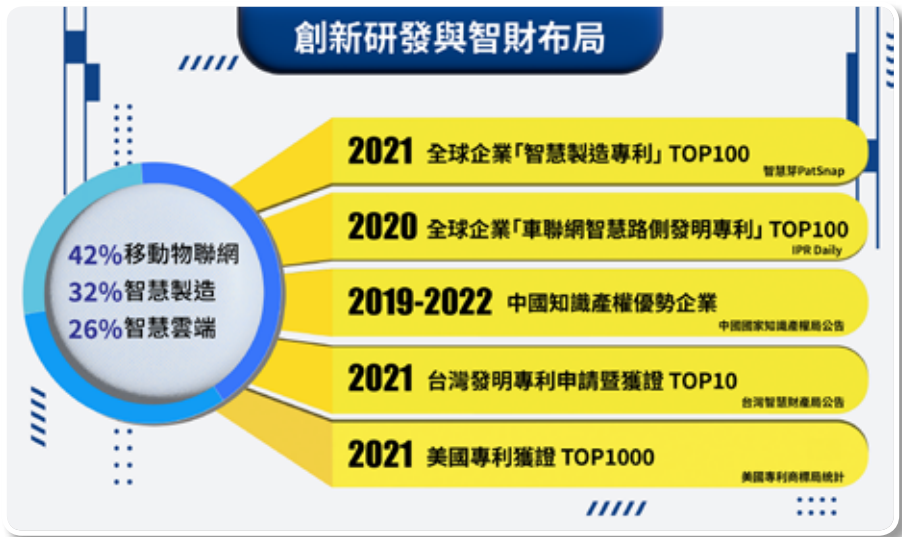 創新研發與智財布局
42%移動物聯網
32%智慧製造
26%智慧雲端
2021 全球企業「智慧製造專利」TOP100
智慧芽PatSnap
2020 全球企業「車聯網智慧路側發明專利」TOP100
IPR Daily
2019-2022 中國知識產權優勢企業
中國國家知識產權局公告
2021 台灣發明專利申請暨獲證 TOP10
台灣智慧財產局公告
2021 美國專利獲證 TOP1000
美國專利商標局統計